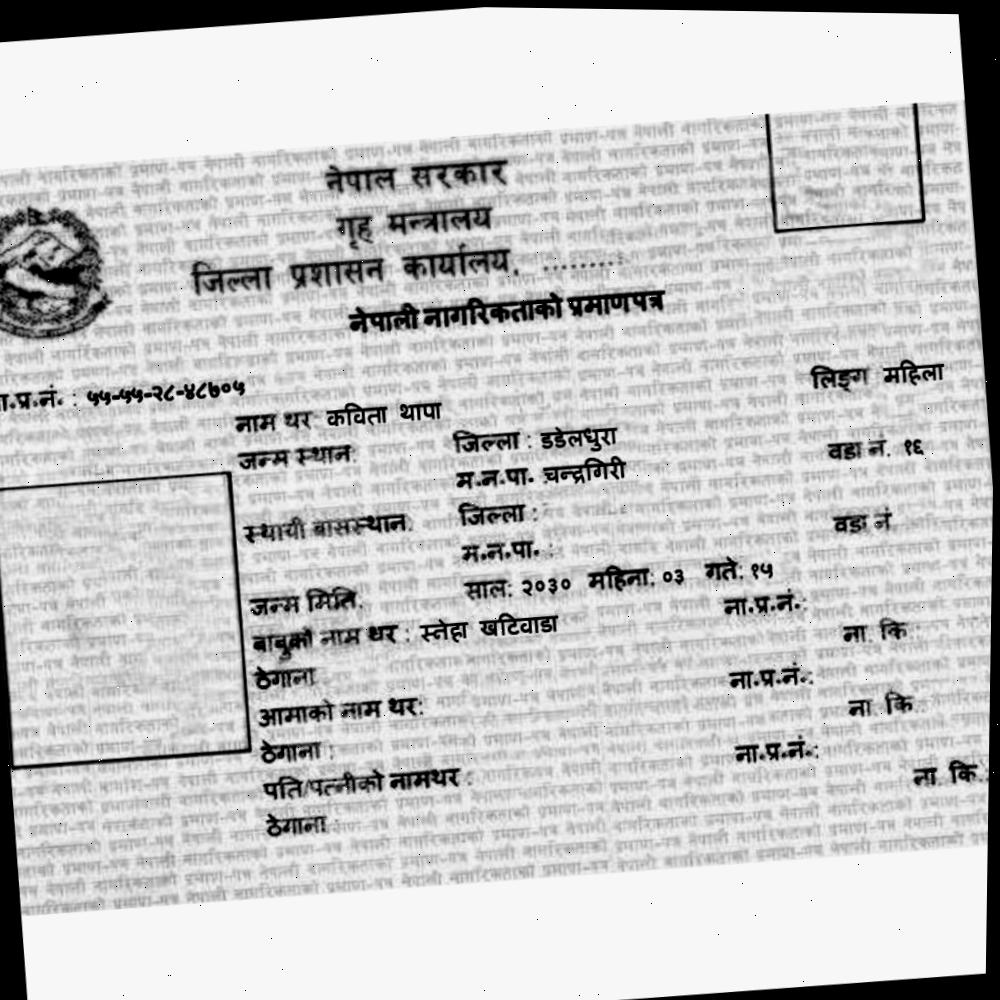 नेपाल सरकार
गृह मन्त्रालय
जिल्ला प्रशासन कार्यालय, ........:
नेपाली नागरिकताको प्रमाणपत्र
ना.प्र.नं. : ५५-५५-२८-४८७०५ लिङ्ग महिला
नाम थर कविता थापा
जन्म स्थान: जिल्ला : डडेलधुरा वडा नं. १६
म.न.पा. चन्द्रगिरी
स्थायी बासस्थान: जिल्ला : वडा नं
म.न.पा. :
जन्म मिति: साल: २०३० महिना: ०३ गते: १५
बाबुको नाम थर : स्नेहा खटिवाडा ना.प्र.नं.:
ठेगाना ना. कि
आमाको नाम थर: ना.प्र.नं.:
ठेगाना : ना. कि
पति/पत्नीको नामथर : ना.प्र.नं.:
ठेगाना : ना. कि.